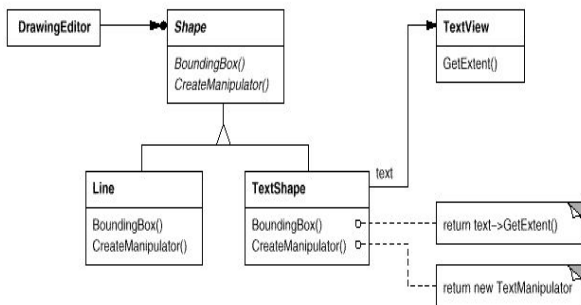 DrawingEditor
Shape
BoundingBox()
CreateManipulator()
TextView
GetExtent()
text
Line
BoundingBox()
CreateManipulator()
TextShape
BoundingBox()
CreateManipulator()
return text->GetExtent()
return new TextManipulator